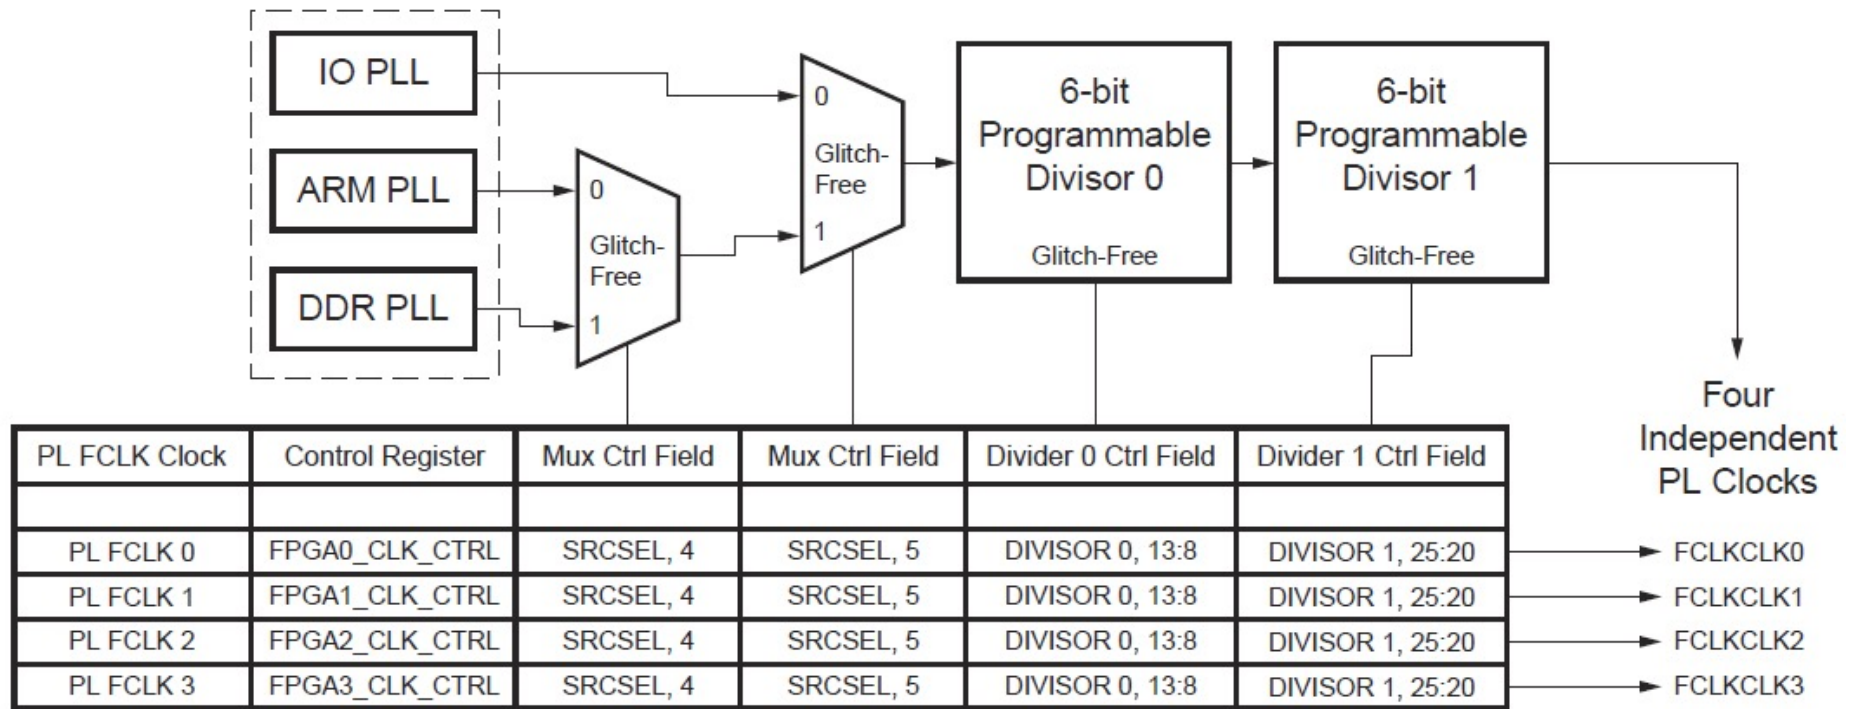 IO PLL
ARM PLL
DDR PLL
0
Glitch-
Free
1
0
Glitch-
Free
1
6-bit
Programmable
Divisor 0
Glitch-Free
6-bit
Programmable
Divisor 1
Glitch-Free
Four
Independent
PL Clocks
PL FCLK Clock Control Register Mux Ctrl Field Mux Ctrl Field Divider 0 Ctrl Field Divider 1 Ctrl Field
PL FCLK 0 FPGA0_CLK_CTRL SRCSEL, 4 SRCSEL, 5 DIVISOR 0, 13:8 DIVISOR 1, 25:20 FCLKCLK0
PL FCLK 1 FPGA1_CLK_CTRL SRCSEL, 4 SRCSEL, 5 DIVISOR 0, 13:8 DIVISOR 1, 25:20 FCLKCLK1
PL FCLK 2 FPGA2_CLK_CTRL SRCSEL, 4 SRCSEL, 5 DIVISOR 0, 13:8 DIVISOR 1, 25:20 FCLKCLK2
PL FCLK 3 FPGA3_CLK_CTRL SRCSEL, 4 SRCSEL, 5 DIVISOR 0, 13:8 DIVISOR 1, 25:20 FCLKCLK3